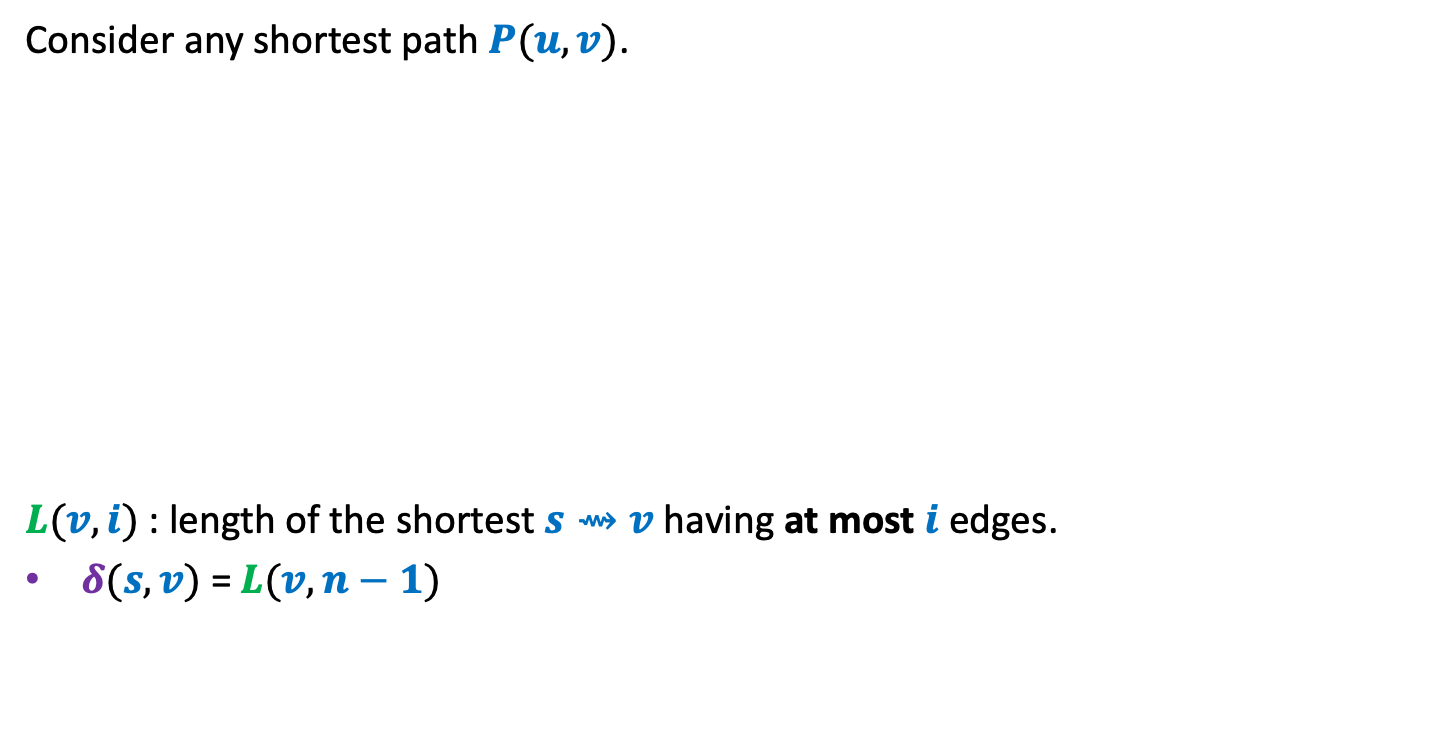 Consider any shortest path P(u, v).
L(v, i) : length of the shortest s ⇝ v having at most i edges.
• δ(s, v) = L(v, n − 1)